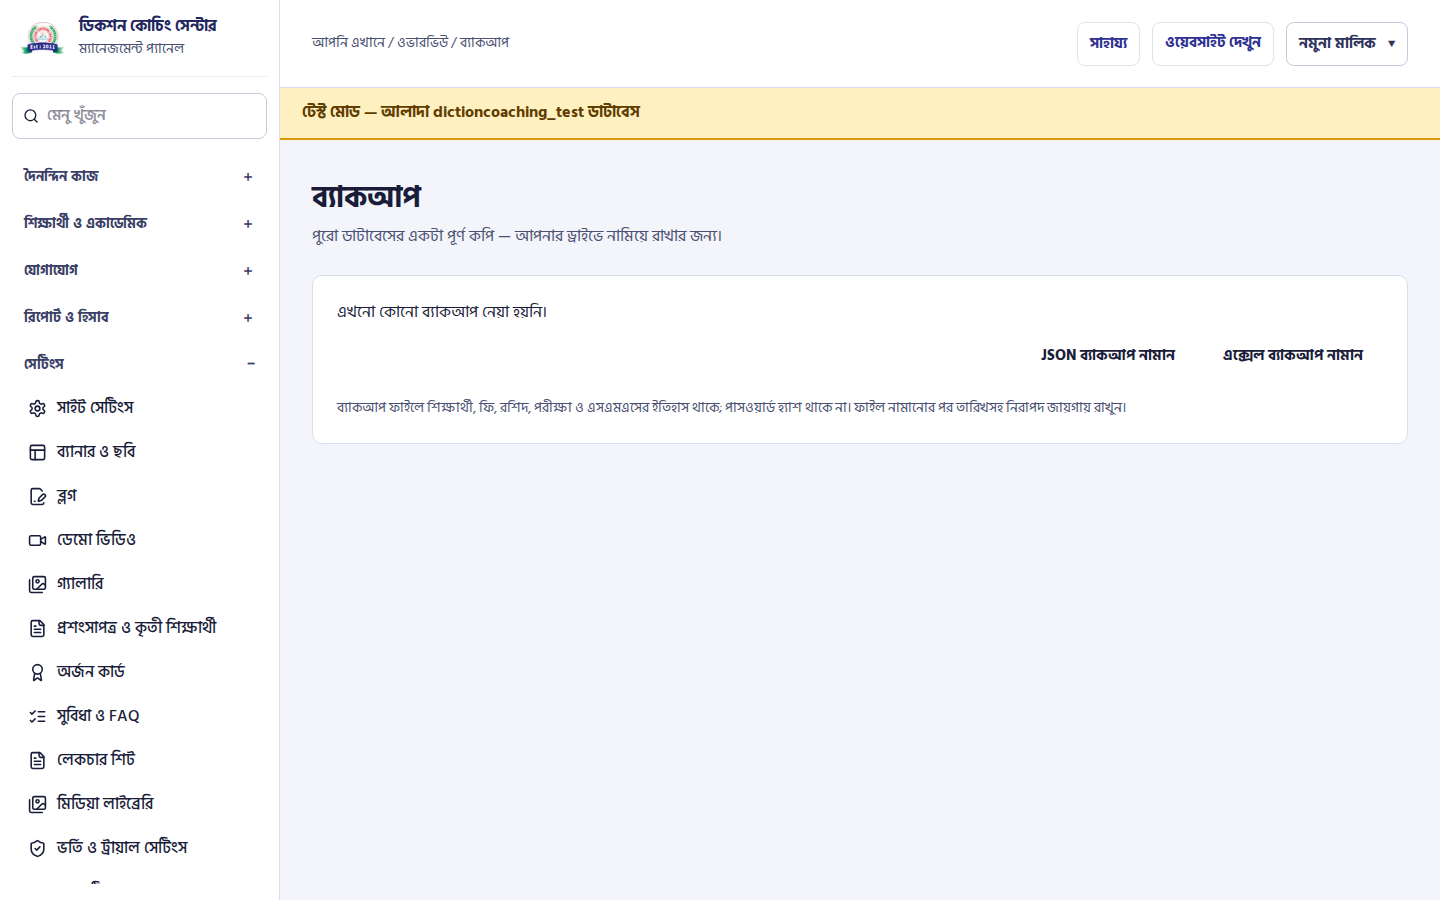 ডিকশন কোচিং সেন্টার
ম্যানেজমেন্ট প্যানেল
Est : 2011
মেনু খুঁজুন
দৈনন্দিন কাজ +
শিক্ষার্থী ও একাডেমিক +
যোগাযোগ +
রিপোর্ট ও হিসাব +
সেটিংস −
সাইট সেটিংস
ব্যানার ও ছবি
ব্লগ
ডেমো ভিডিও
গ্যালারি
প্রশংসাপত্র ও কৃতী শিক্ষার্থী
অর্জন কার্ড
সুবিধা ও FAQ
লেকচার শিট
মিডিয়া লাইব্রেরি
ভর্তি ও ট্রায়াল সেটিংস
আপনি এখানে / ওভারভিউ / ব্যাকআপ
সাহায্য
ওয়েবসাইট দেখুন
নমুনা মালিক ▾
টেস্ট মোড — আলাদা dictioncoaching_test ডাটাবেস
ব্যাকআপ
পুরো ডাটাবেসের একটা পূর্ণ কপি — আপনার ড্রাইভে নামিয়ে রাখার জন্য।
এখনো কোনো ব্যাকআপ নেয়া হয়নি।
JSON ব্যাকআপ নামান
এক্সেল ব্যাকআপ নামান
ব্যাকআপ ফাইলে শিক্ষার্থী, ফি, রশিদ, পরীক্ষা ও এসএমএসের ইতিহাস থাকে; পাসওয়ার্ড হ্যাশ থাকে না। ফাইল নামানোর পর তারিখসহ নিরাপদ জায়গায় রাখুন।